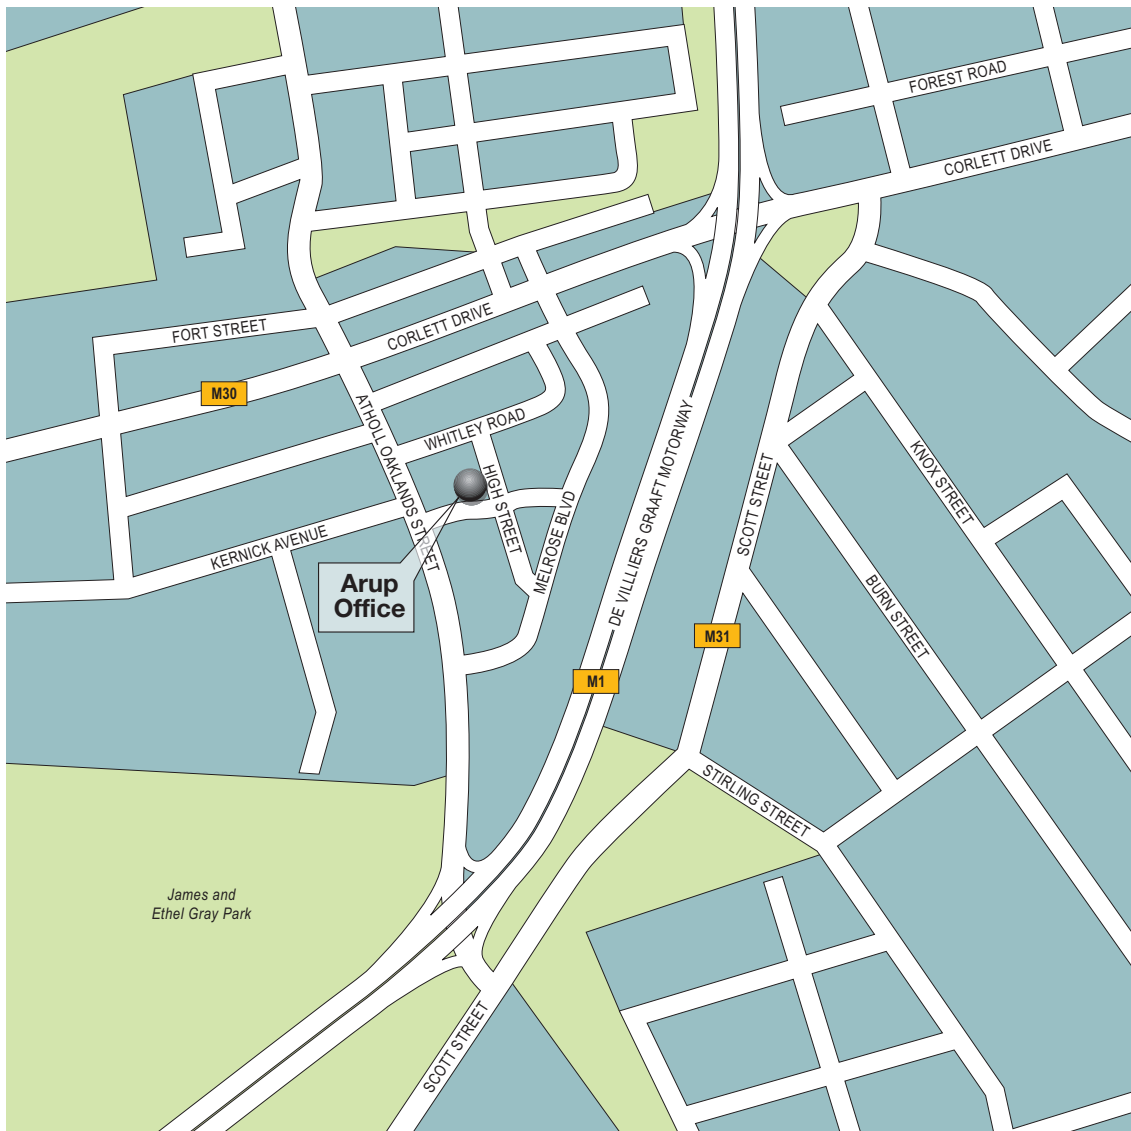 FOREST ROAD
CORLETT DRIVE
FORT STREET
CORLETT DRIVE
M30
ATHOLL OAKLANDS STREET
WHITLEY ROAD
HIGH STREET
KERNICK AVENUE
MELROSE BLVD
DE VILLLIERS GRAFT MOTORWAY
SCOTT STREET
KNOX STREET
BURN STREET
Arup
Office
M31
M1
STIRLING STREET
James and
Ethel Gray Park
SCOTT STREET